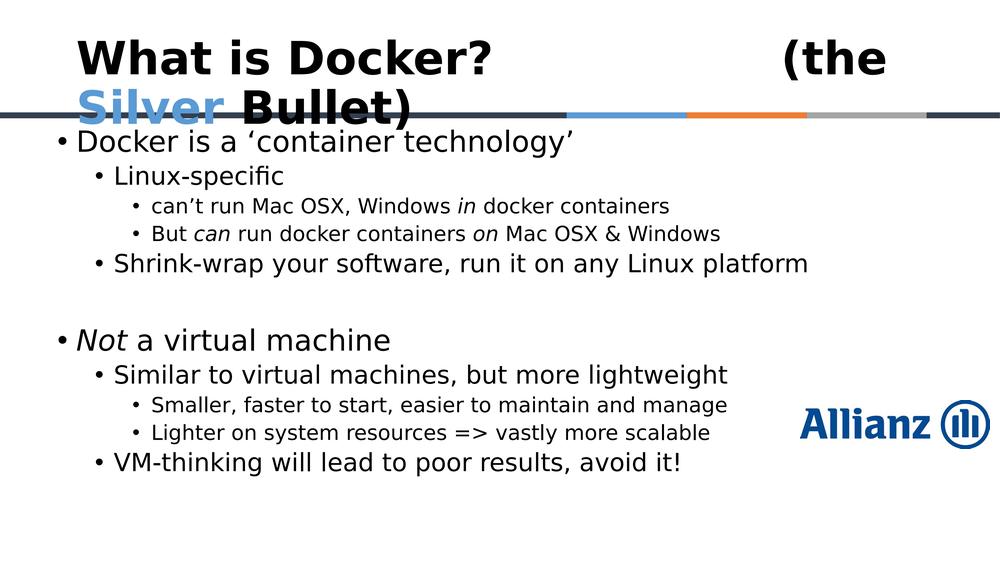 What is Docker? (the
Silver Bullet)
• Docker is a ‘container technology’
• Linux-specific
• can’t run Mac OSX, Windows in docker containers
• But can run docker containers on Mac OSX & Windows
• Shrink-wrap your software, run it on any Linux platform
• Not a virtual machine
• Similar to virtual machines, but more lightweight
• Smaller, faster to start, easier to maintain and manage
• Lighter on system resources => vastly more scalable
• VM-thinking will lead to poor results, avoid it!
Allianz